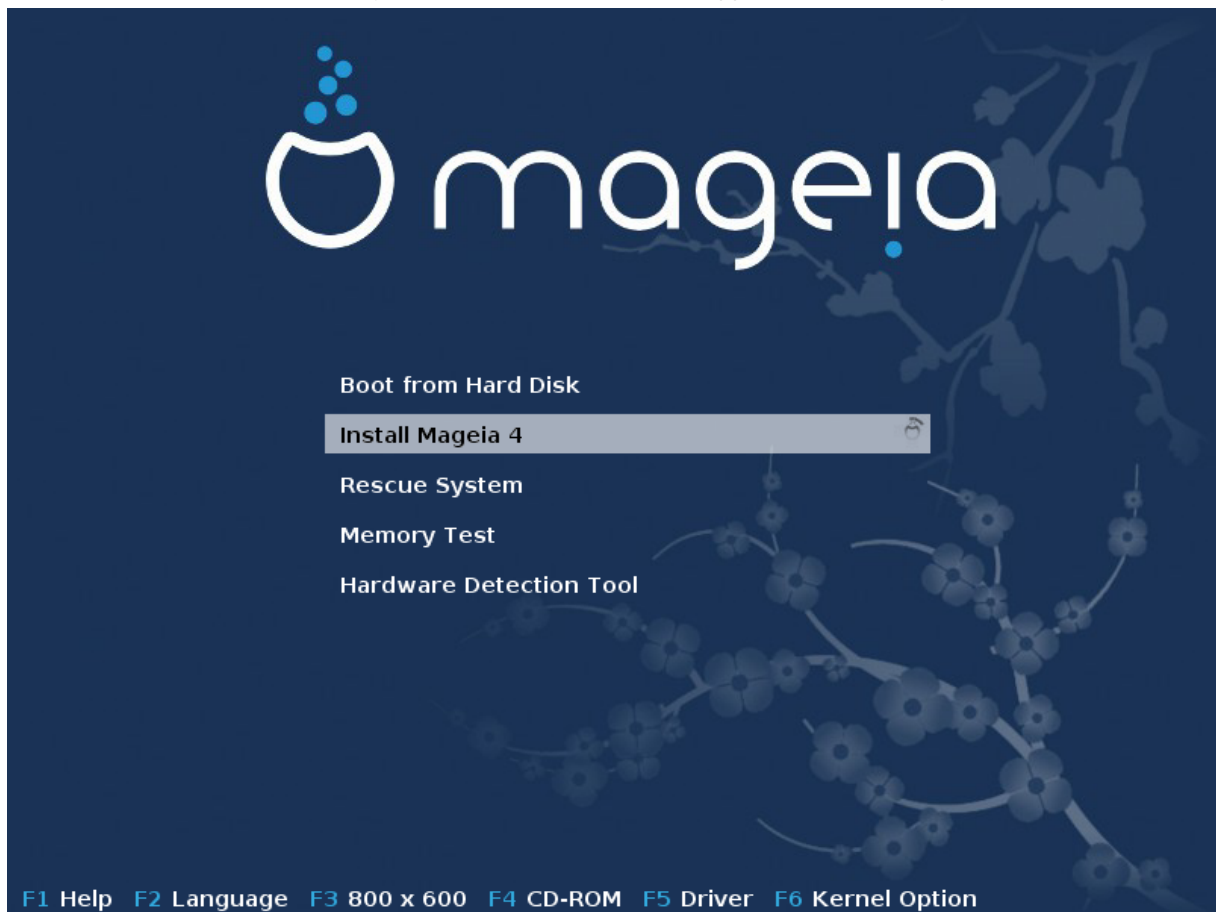 mageia
Boot from Hard Disk
Install Mageia 4
Rescue System
Memory Test
Hardware Detection Tool
F1 Help F2 Language F3 800 x 600 F4 CD-ROM F5 Driver F6 Kernel Option